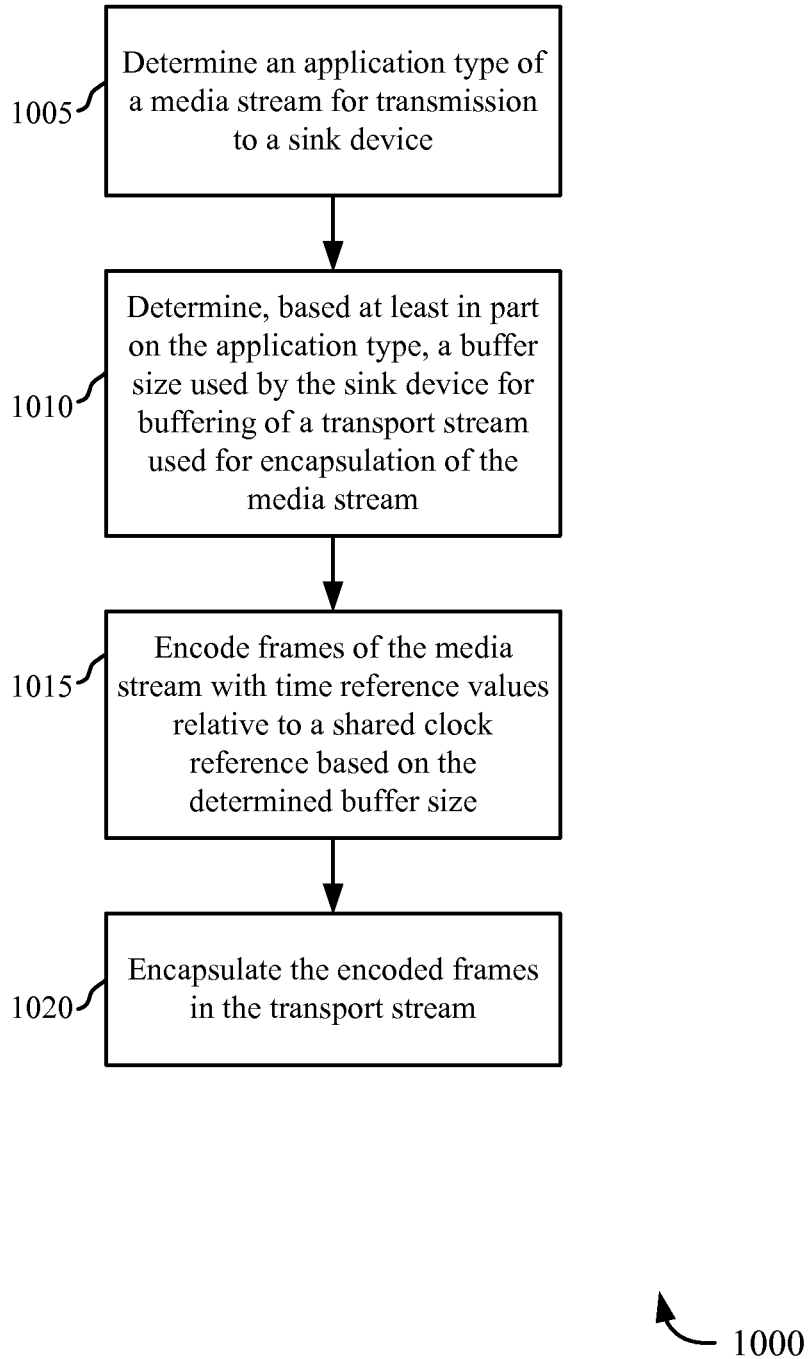 Determine an application type of
a media stream for transmission
to a sink device
1005
Determine, based at least in part
on the application type, a buffer
size used by the sink device for
buffering of a transport stream
used for encapsulation of the
media stream
1010
Encode frames of the media
stream with time reference values
relative to a shared clock
reference based on the
determined buffer size
1015
Encapsulate the encoded frames
in the transport stream
1020
1000